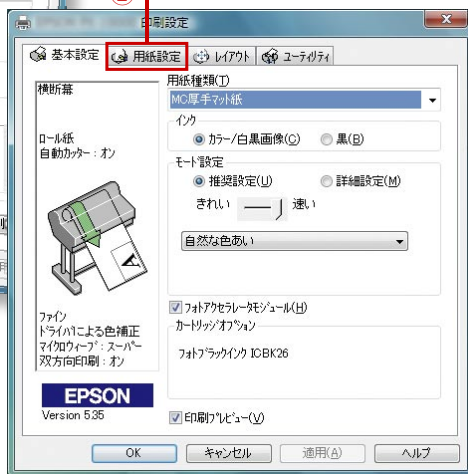 印刷設定
基本設定
用紙設定
レイアウト
ユーティリティ
横断幕
ロール紙
自動カッター：オン
ファイン
ドライバによる色補正
マイクロウィーブ：スーパー
双方向印刷：オン
EPSON
Version 5.35
用紙種類(T)
MC厚手マット紙
インク
カラー/白黒画像(C)
黒(B)
モード設定
推奨設定(U)
詳細設定(M)
きれい
速い
自然な色あい
フォトアクセラレータモジュール(H)
カートリッジオプション
フォトブラックインク ICBK26
印刷プレビュー(V)
OK
キャンセル
適用(A)
ヘルプ